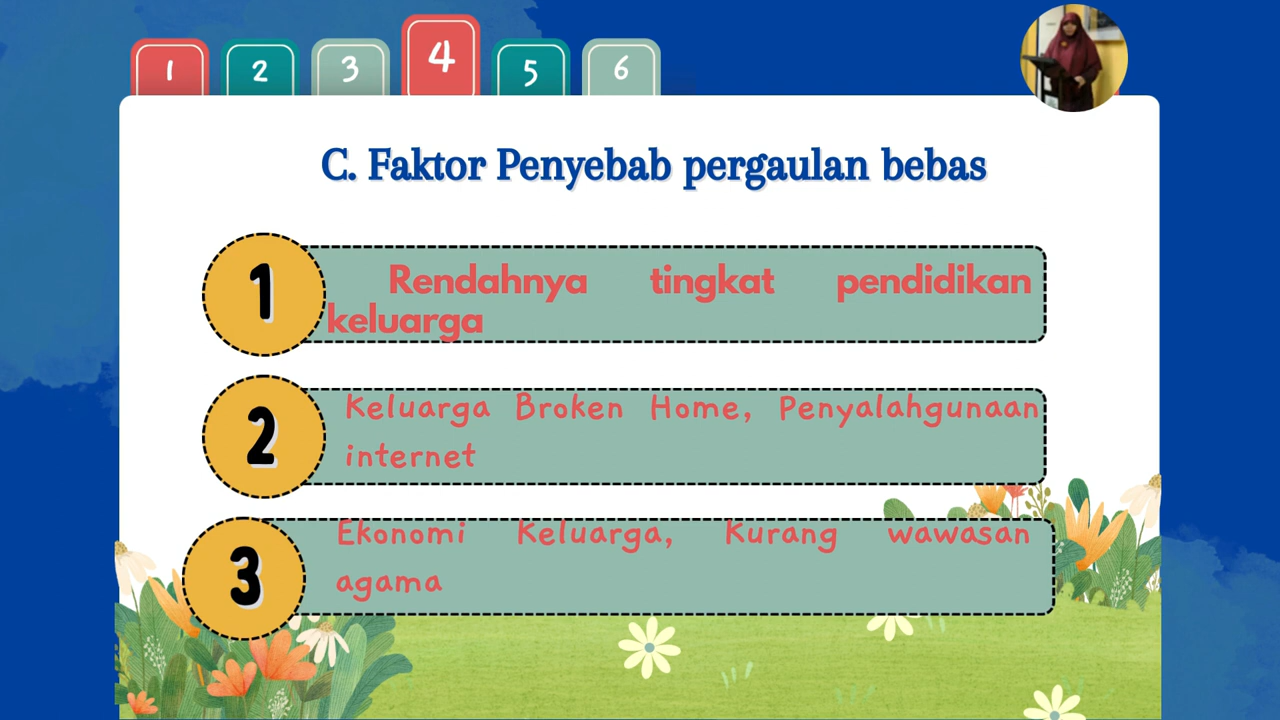 1 2 3 4 5 6
C. Faktor Penyebab pergaulan bebas
1
Rendahnya tingkat pendidikan
keluarga
2
Keluarga Broken Home, Penyalahgunaan
internet
3
Ekonomi Keluarga, Kurang wawasan
agama